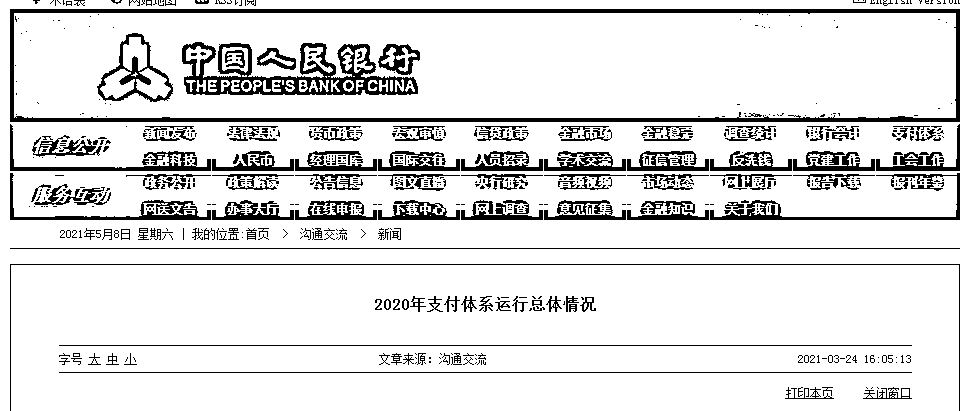 网站地图 RSS订阅 English Version
中国人民银行
THE PEOPLE'S BANK OF CHINA
信息公开 新闻发布 法律法规 货币政策 宏观审慎 信贷政策 金融市场 金融稳定 调查统计 银行会计 支付体系
金融科技 人民币 经理国库 国际交往 人员招录 学术交流 征信管理 反洗钱 党建工作 工会工作
服务互动 政务公开 政策解读 公告信息 图文直播 央行研究 音频视频 市场动态 网上展厅 报告下载 报刊年鉴
网送文告 办事大厅 在线申报 下载中心 网上调查 意见征集 金融知识 关于我们
2021年5月8日 星期六 | 我的位置:首页 > 沟通交流 > 新闻
2020年支付体系运行总体情况
字号 大 中 小 文章来源：沟通交流 2021-03-24 16:05:13
打印本页 关闭窗口